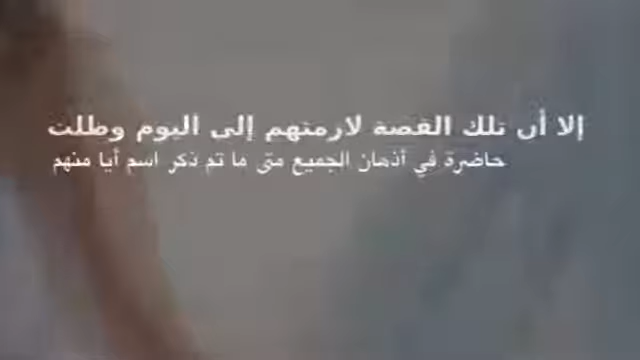 إلا أن تلك القصة لازمتهم إلى اليوم وظلت
حاضرة في أذهان الجميع متى ما تم ذكر اسم أيا منهم